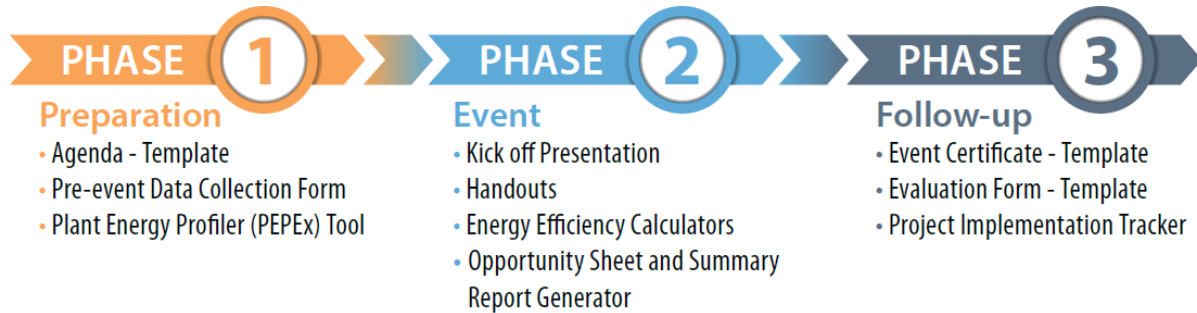 PHASE 1
Preparation
• Agenda - Template
• Pre-event Data Collection Form
• Plant Energy Profiler (PEPEx) Tool
PHASE 2
Event
• Kick off Presentation
• Handouts
• Energy Efficiency Calculators
• Opportunity Sheet and Summary
Report Generator
PHASE 3
Follow-up
• Event Certificate - Template
• Evaluation Form - Template
• Project Implementation Tracker